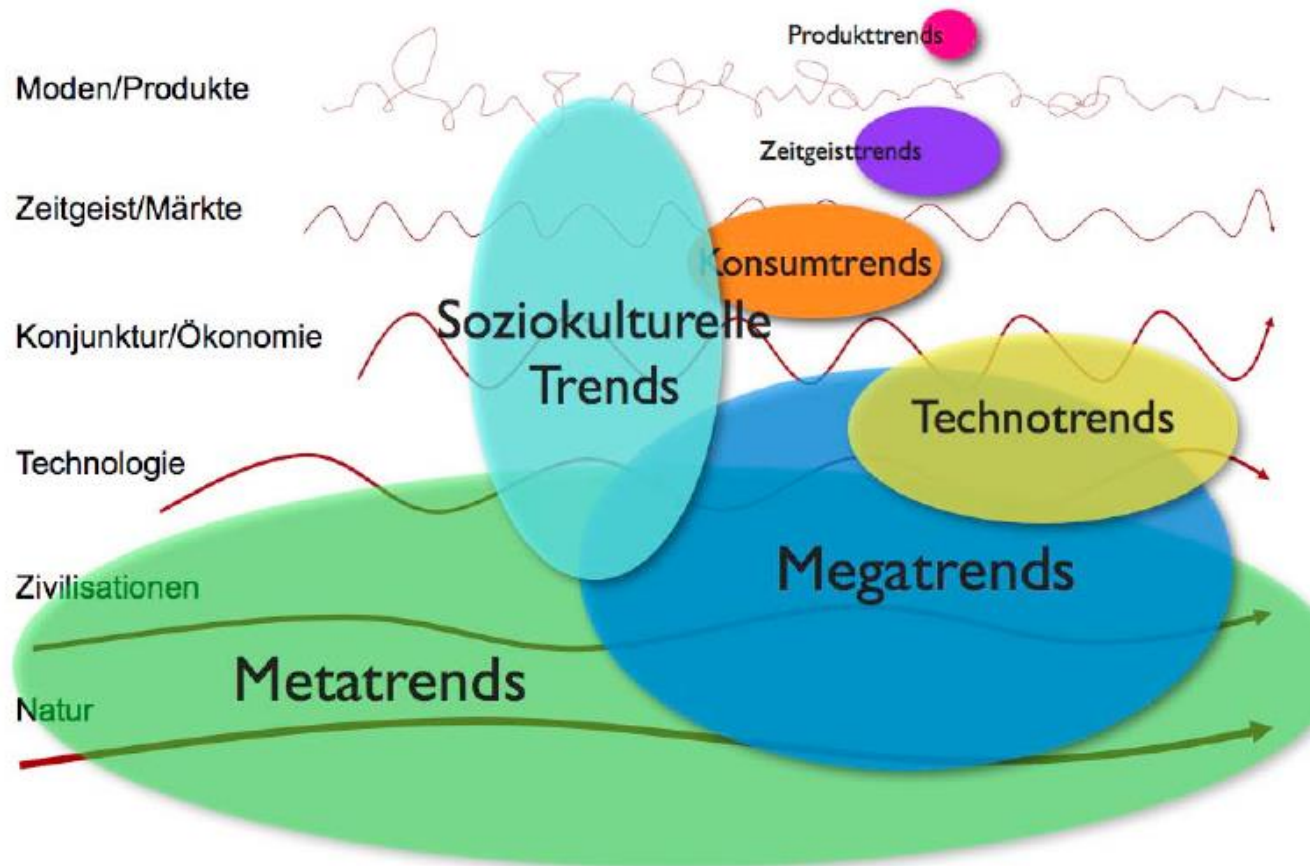 Produkttrends
Moden/Produkte
Zeitgeisttrends
Zeitgeist/Märkte
Konsumtrends
Konjunktur/Ökonomie
Soziokulturelle
Trends
Technotrends
Technologie
Megatrends
Zivilisationen
Metatrends
Natur